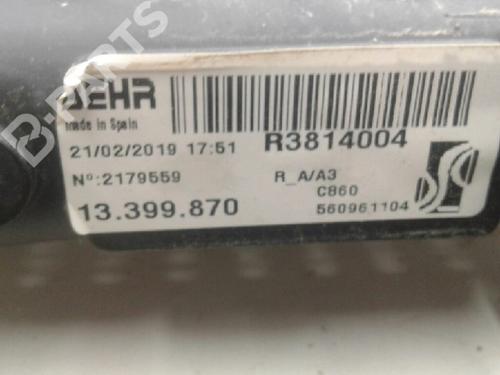 BEHR
made in Spain
21/02/2019 17:51
R3814004
Nº:2179559
R_A/A3
C860
13.399.870
560961104
B-PARTS